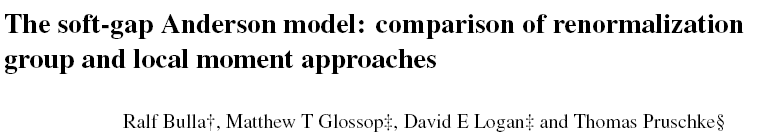 The soft-gap Anderson model: comparison of renormalization
group and local moment approaches
Ralf Bulla†, Matthew T Glossop‡, David E Logan‡ and Thomas Pruschke§